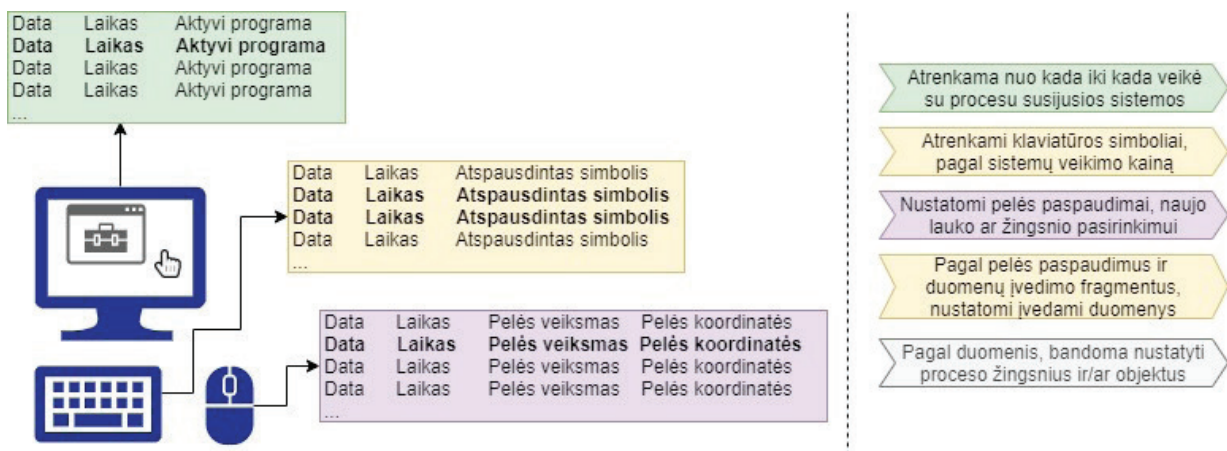 Data Laikas Aktyvi programa
Data Laikas Aktyvi programa
Data Laikas Aktyvi programa
Data Laikas Aktyvi programa
...
Data Laikas Atspausdintas simbolis
Data Laikas Atspausdintas simbolis
Data Laikas Atspausdintas simbolis
Data Laikas Atspausdintas simbolis
...
Data Laikas Pelės veiksmas Pelės koordinatės
Data Laikas Pelės veiksmas Pelės koordinatės
Data Laikas Pelės veiksmas Pelės koordinatės
Data Laikas Pelės veiksmas Pelės koordinatės
...
Atrenkama nuo kada iki kada veikė
su procesu susijusios sistemos
Atrenkami klaviatūros simboliai,
pagal sistemų veikimo kainą
Nustatomi pelės paspaudimai, naujo
lauko ar žingsnio pasirinkimui
Pagal pelės paspaudimus ir
duomenų įvedimo fragmentus,
nustatomi įvedami duomenys
Pagal duomenis, bandoma nustatyti
proceso žingsnius ir/ar objektus